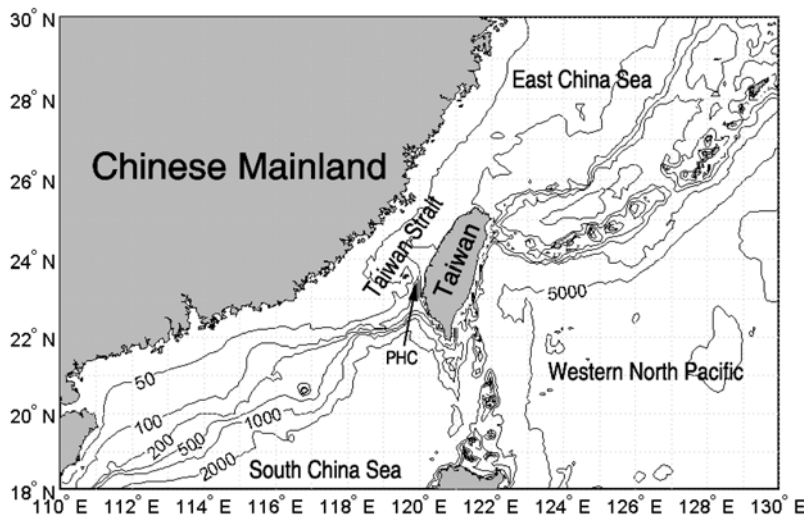 30° N
28° N
26° N
24° N
22° N
20° N
18° N
East China Sea
Chinese Mainland
Taiwan Strait
Taiwan
5000
PHC
Western North Pacific
50
100
200
500
1000
2000
South China Sea
110° E 112° E 114° E 116° E 118° E 120° E 122° E 124° E 126° E 128° E 130° E